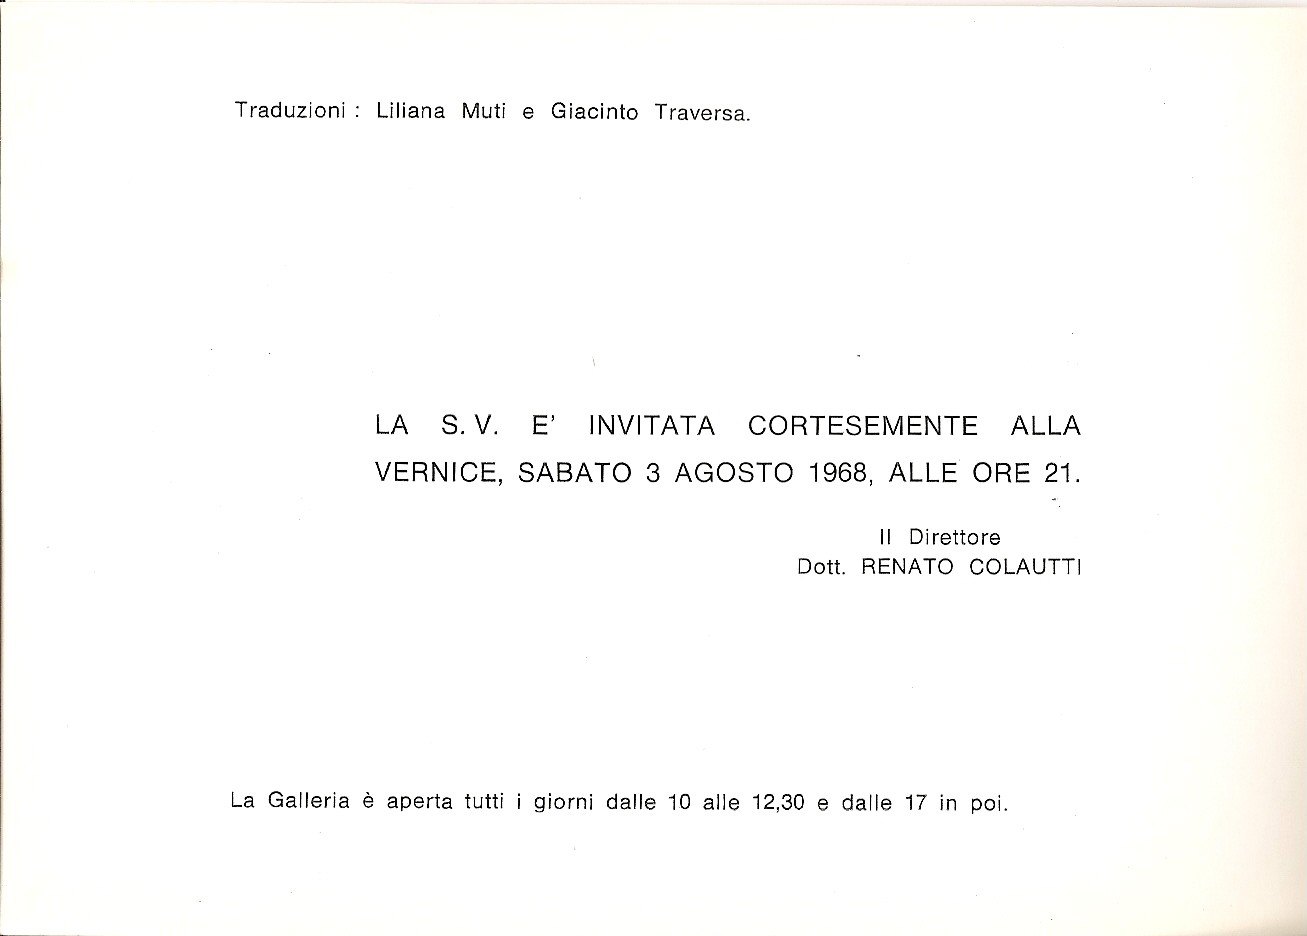 Traduzioni : Liliana Muti e Giacinto Traversa.
LA S. V. E' INVITATA CORTESEMENTE ALLA
VERNICE, SABATO 3 AGOSTO 1968, ALLE ORE 21.
Il Direttore
Dott. RENATO COLAUTTI
La Galleria è aperta tutti i giorni dalle 10 alle 12,30 e dalle 17 in poi.